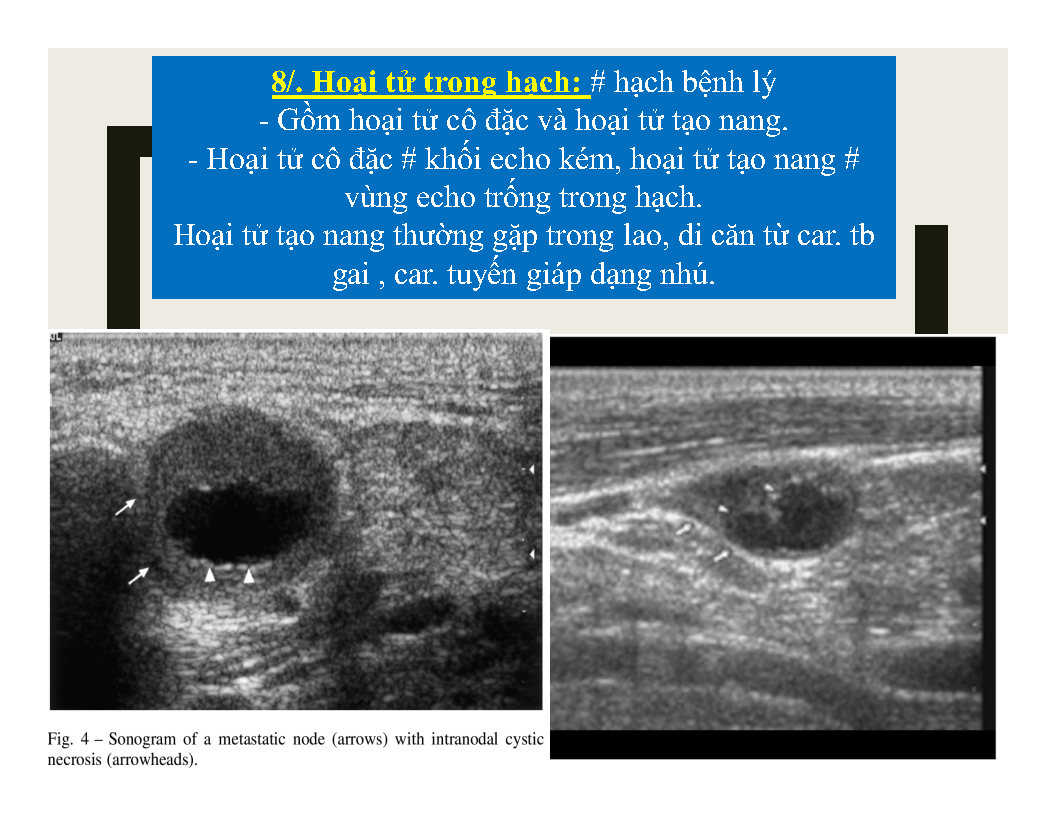 8/. Hoại tử trong hạch: # hạch bệnh lý
- Gồm hoại tử cô đặc và hoại tử tạo nang.
- Hoại tử cô đặc # khối echo kém, hoại tử tạo nang #
vùng echo trống trong hạch.
Hoại tử tạo nang thường gặp trong lao, di căn từ car. tb
gai , car. tuyến giáp dạng nhú.
Fig. 4 – Sonogram of a metastatic node (arrows) with intranodal cystic
necrosis (arrowheads).